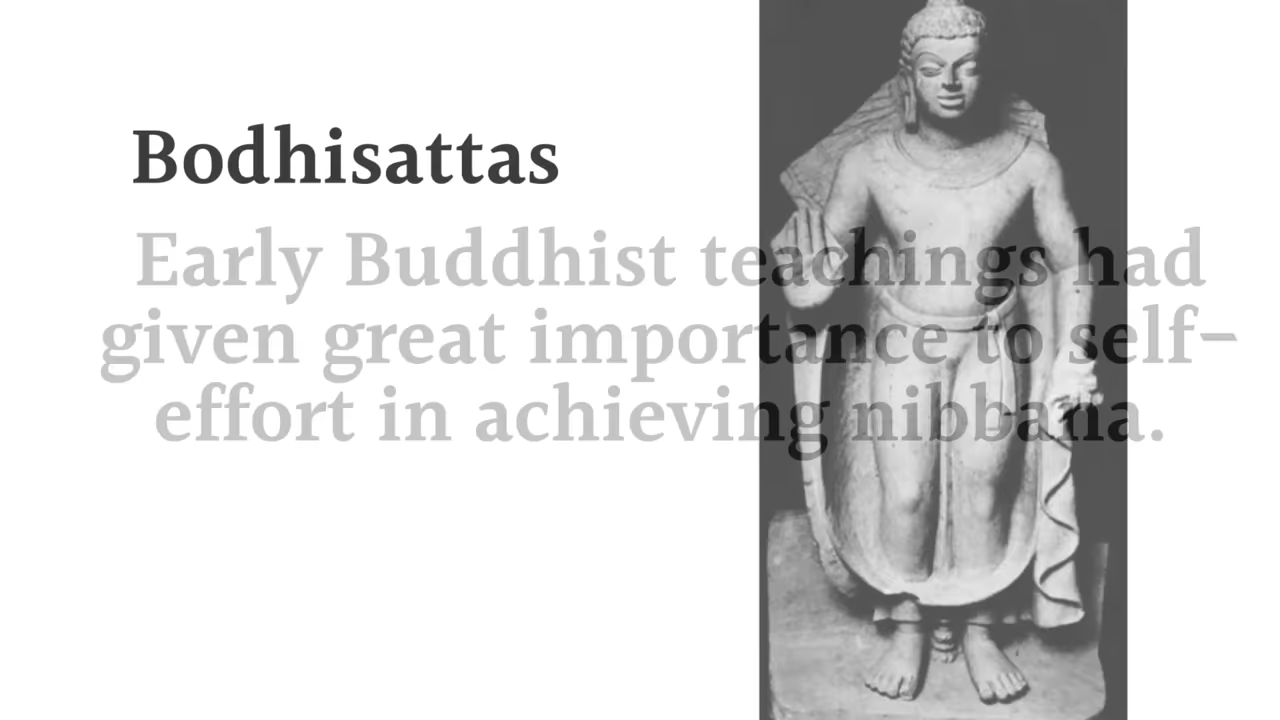 Bodhisattas
Early Buddhist teachings had
given great importance to self-
effort in achieving nibbana.